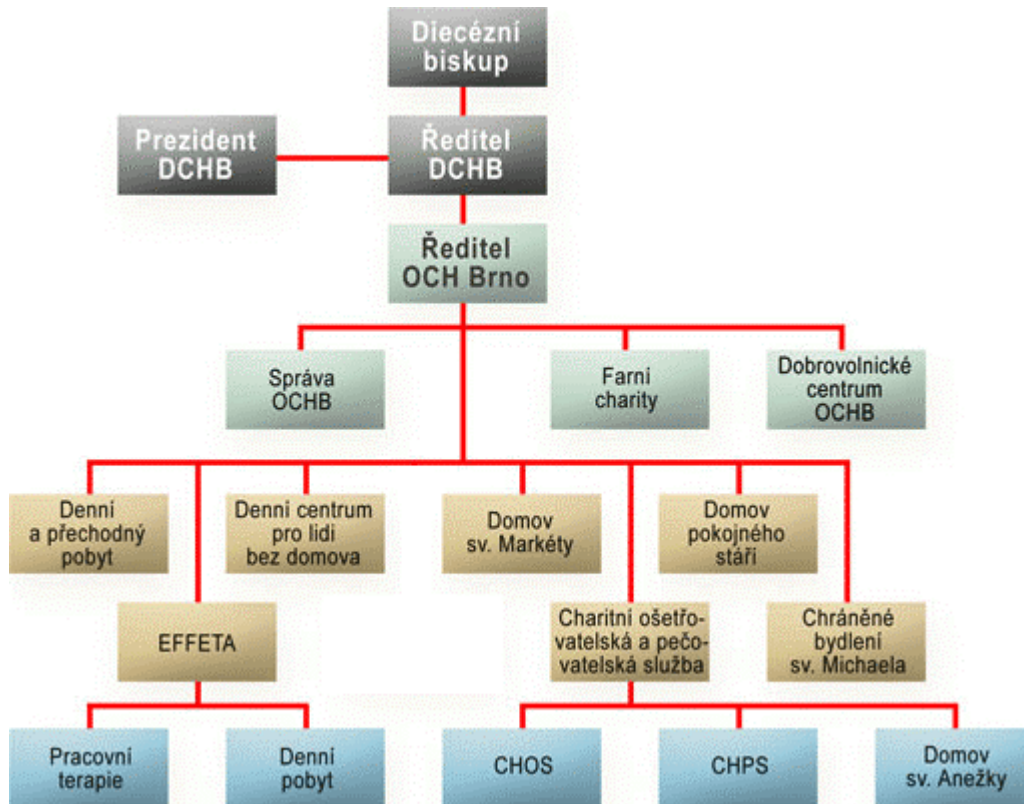 Diecézní
biskup
Prezident
DCHB
Ředitel
DCHB
Ředitel
OCH Brno
Správa
OCHB
Farní
charity
Dobrovolnické
centrum
OCHB
Denní
a přechodný
pobyt
Denní centrum
pro lidi
bez domova
Domov
sv. Markéty
Domov
pokojného
stáří
EFFETA
Charitní ošetřo-
vatelská a pečo-
vatelská služba
Chráněné
bydlení
sv. Michaela
Pracovní
terapie
Denní
pobyt
CHOS
CHPS
Domov
sv. Anežky